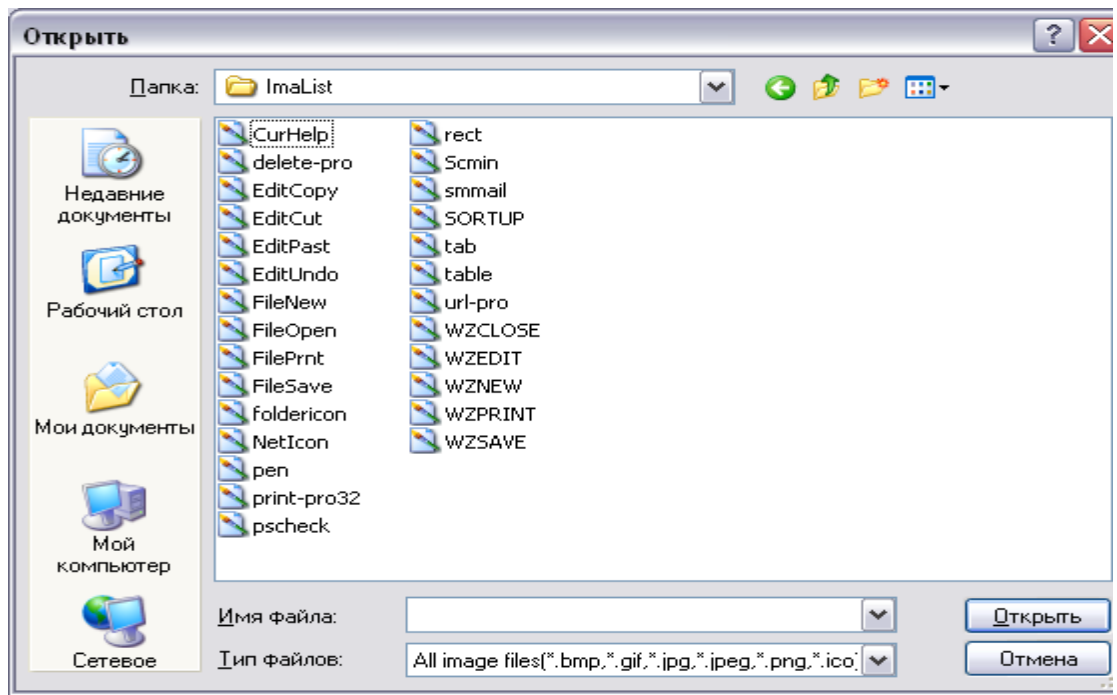 Открыть
Папка:
ImaList
Недавние
документы
Рабочий стол
Мои документы
Мой
компьютер
Сетевое
CurHelp
delete-pro
EditCopy
EditCut
EditPast
EditUndo
FileNew
FileOpen
FilePrnt
FileSave
foldericon
NetIcon
pen
print-pro32
pscheck
rect
Scmin
smmail
SORTUP
tab
table
url-pro
WZCLOSE
WZEDIT
WZNEW
WZPRINT
WZSAVE
Имя файла:
Открыть
Тип файлов:
All image files(*.bmp,*.gif,*.jpg,*.jpeg,*.png,*.ico)
Отмена